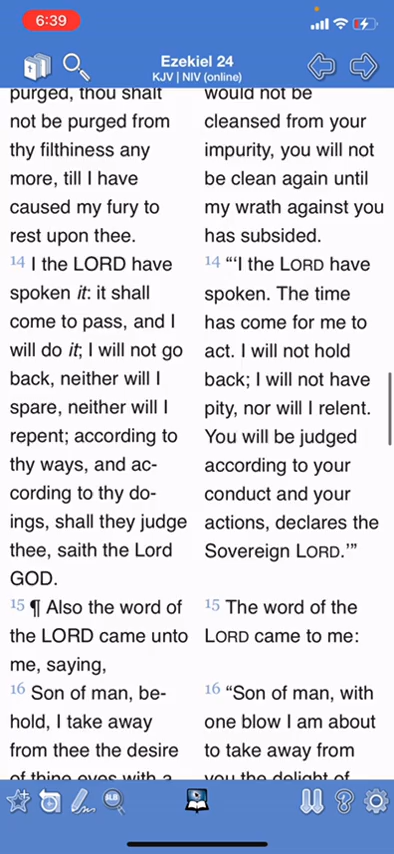 6:39
Ezekiel 24
KJV | NIV (online)
purged, thou shalt
not be purged from
thy filthiness any
more, till I have
caused my fury to
rest upon thee.
14 I the LORD have
spoken it: it shall
come to pass, and I
will do it; I will not go
back, neither will I
spare, neither will I
repent; according to
thy ways, and ac-
cording to thy do-
ings, shall they judge
thee, saith the Lord
GOD.
15 ¶ Also the word of
the LORD came unto
me, saying,
16 Son of man, be-
hold, I take away
from thee the desire
of thine eyes with a
would not be
cleansed from your
impurity, you will not
be clean again until
my wrath against you
has subsided.
14 “‘I the LORD have
spoken. The time
has come for me to
act. I will not hold
back; I will not have
pity, nor will I relent.
You will be judged
according to your
conduct and your
actions, declares the
Sovereign LORD.’”
15 The word of the
LORD came to me:
16 “Son of man, with
one blow I am about
to take away from
you the delight of
ALB